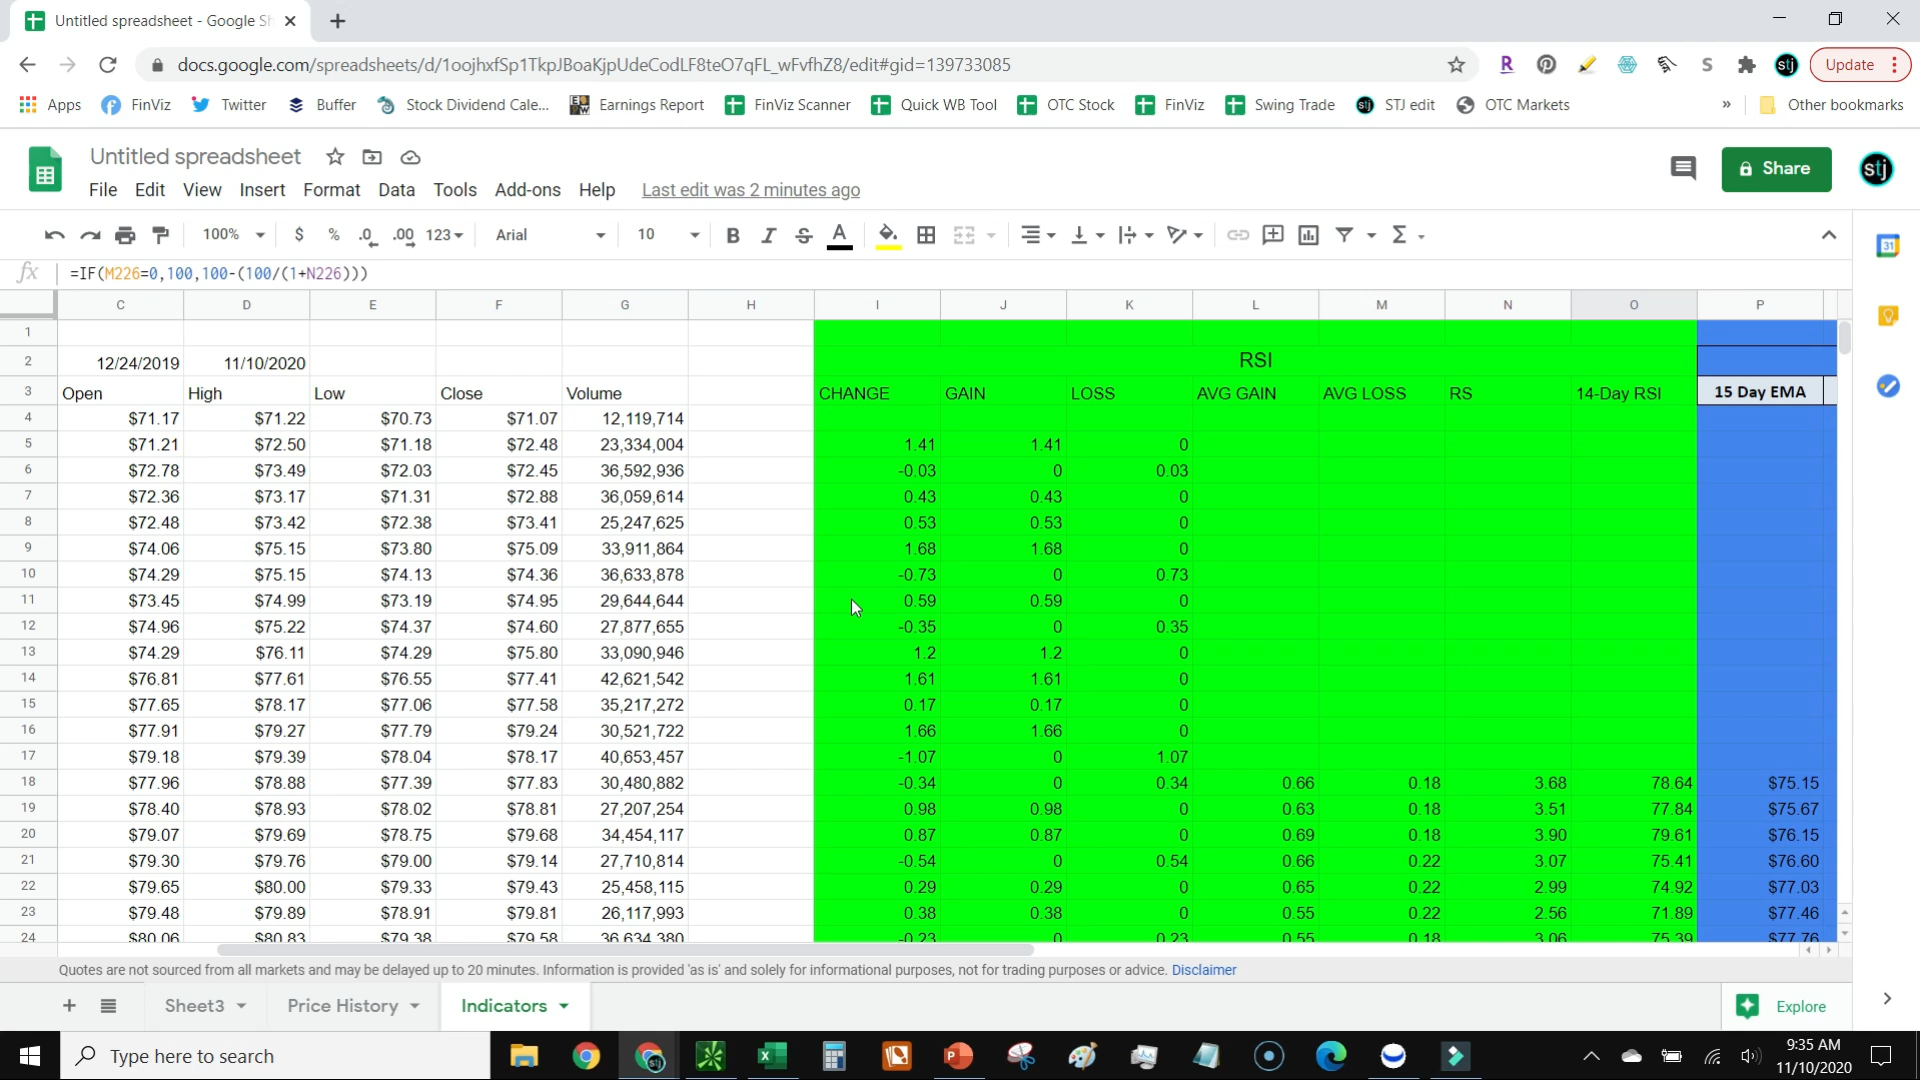 Untitled spreadsheet - Google Sh
docs.google.com/spreadsheets/d/1oojhxfSp1TkpJBoaKjpUdeCodLF8teO7qFL_wFvfhZ8/edit#gid=139733085
R S stj Update
Apps FinViz Twitter Buffer Stock Dividend Cale... Earnings Report FinViz Scanner Quick WB Tool OTC Stock FinViz Swing Trade stj STJ edit OTC Markets » Other bookmarks
Untitled spreadsheet
File Edit View Insert Format Data Tools Add-ons Help Last edit was 2 minutes ago
Share stj
100% $ % .0 .00 123 Arial 10 B I S A Σ
31
fx =IF(M226=0,100,100-(100/(1+N226)))
C D E F G H I J K L M N O P
1
2 12/24/2019 11/10/2020 RSI
3 Open High Low Close Volume CHANGE GAIN LOSS AVG GAIN AVG LOSS RS 14-Day RSI 15 Day EMA
4 $71.17 $71.22 $70.73 $71.07 12,119,714
5 $71.21 $72.50 $71.18 $72.48 23,334,004 1.41 1.41 0
6 $72.78 $73.49 $72.03 $72.45 36,592,936 -0.03 0 0.03
7 $72.36 $73.17 $71.31 $72.88 36,059,614 0.43 0.43 0
8 $72.48 $73.42 $72.38 $73.41 25,247,625 0.53 0.53 0
9 $74.06 $75.15 $73.80 $75.09 33,911,864 1.68 1.68 0
10 $74.29 $75.15 $74.13 $74.36 36,633,878 -0.73 0 0.73
11 $73.45 $74.99 $73.19 $74.95 29,644,644 0.59 0.59 0
12 $74.96 $75.22 $74.37 $74.60 27,877,655 -0.35 0 0.35
13 $74.29 $76.11 $74.29 $75.80 33,090,946 1.2 1.2 0
14 $76.81 $77.61 $76.55 $77.41 42,621,542 1.61 1.61 0
15 $77.65 $78.17 $77.06 $77.58 35,217,272 0.17 0.17 0
16 $77.91 $79.27 $77.79 $79.24 30,521,722 1.66 1.66 0
17 $79.18 $79.39 $78.04 $78.17 40,653,457 -1.07 0 1.07
18 $77.96 $78.88 $77.39 $77.83 30,480,882 -0.34 0 0.34 0.66 0.18 3.68 78.64 $75.15
19 $78.40 $78.93 $78.02 $78.81 27,207,254 0.98 0.98 0 0.63 0.18 3.51 77.84 $75.67
20 $79.07 $79.69 $78.75 $79.68 34,454,117 0.87 0.87 0 0.69 0.18 3.90 79.61 $76.15
21 $79.30 $79.76 $79.00 $79.14 27,710,814 -0.54 0 0.54 0.66 0.22 3.07 75.41 $76.60
22 $79.65 $80.00 $79.33 $79.43 25,458,115 0.29 0.29 0 0.65 0.22 2.99 74.92 $77.03
23 $79.48 $79.89 $78.91 $79.81 26,117,993 0.38 0.38 0 0.55 0.22 2.56 71.89 $77.46
24 $80.06 $80.83 $79.38 $79.58 36,634,380 -0.23 0 0.23 0.55 0.18 3.06 75.39 $77.76
Quotes are not sourced from all markets and may be delayed up to 20 minutes. Information is provided 'as is' and solely for informational purposes, not for trading purposes or advice. Disclaimer
Sheet3 Price History Indicators Explore
Type here to search
9:35 AM
11/10/2020